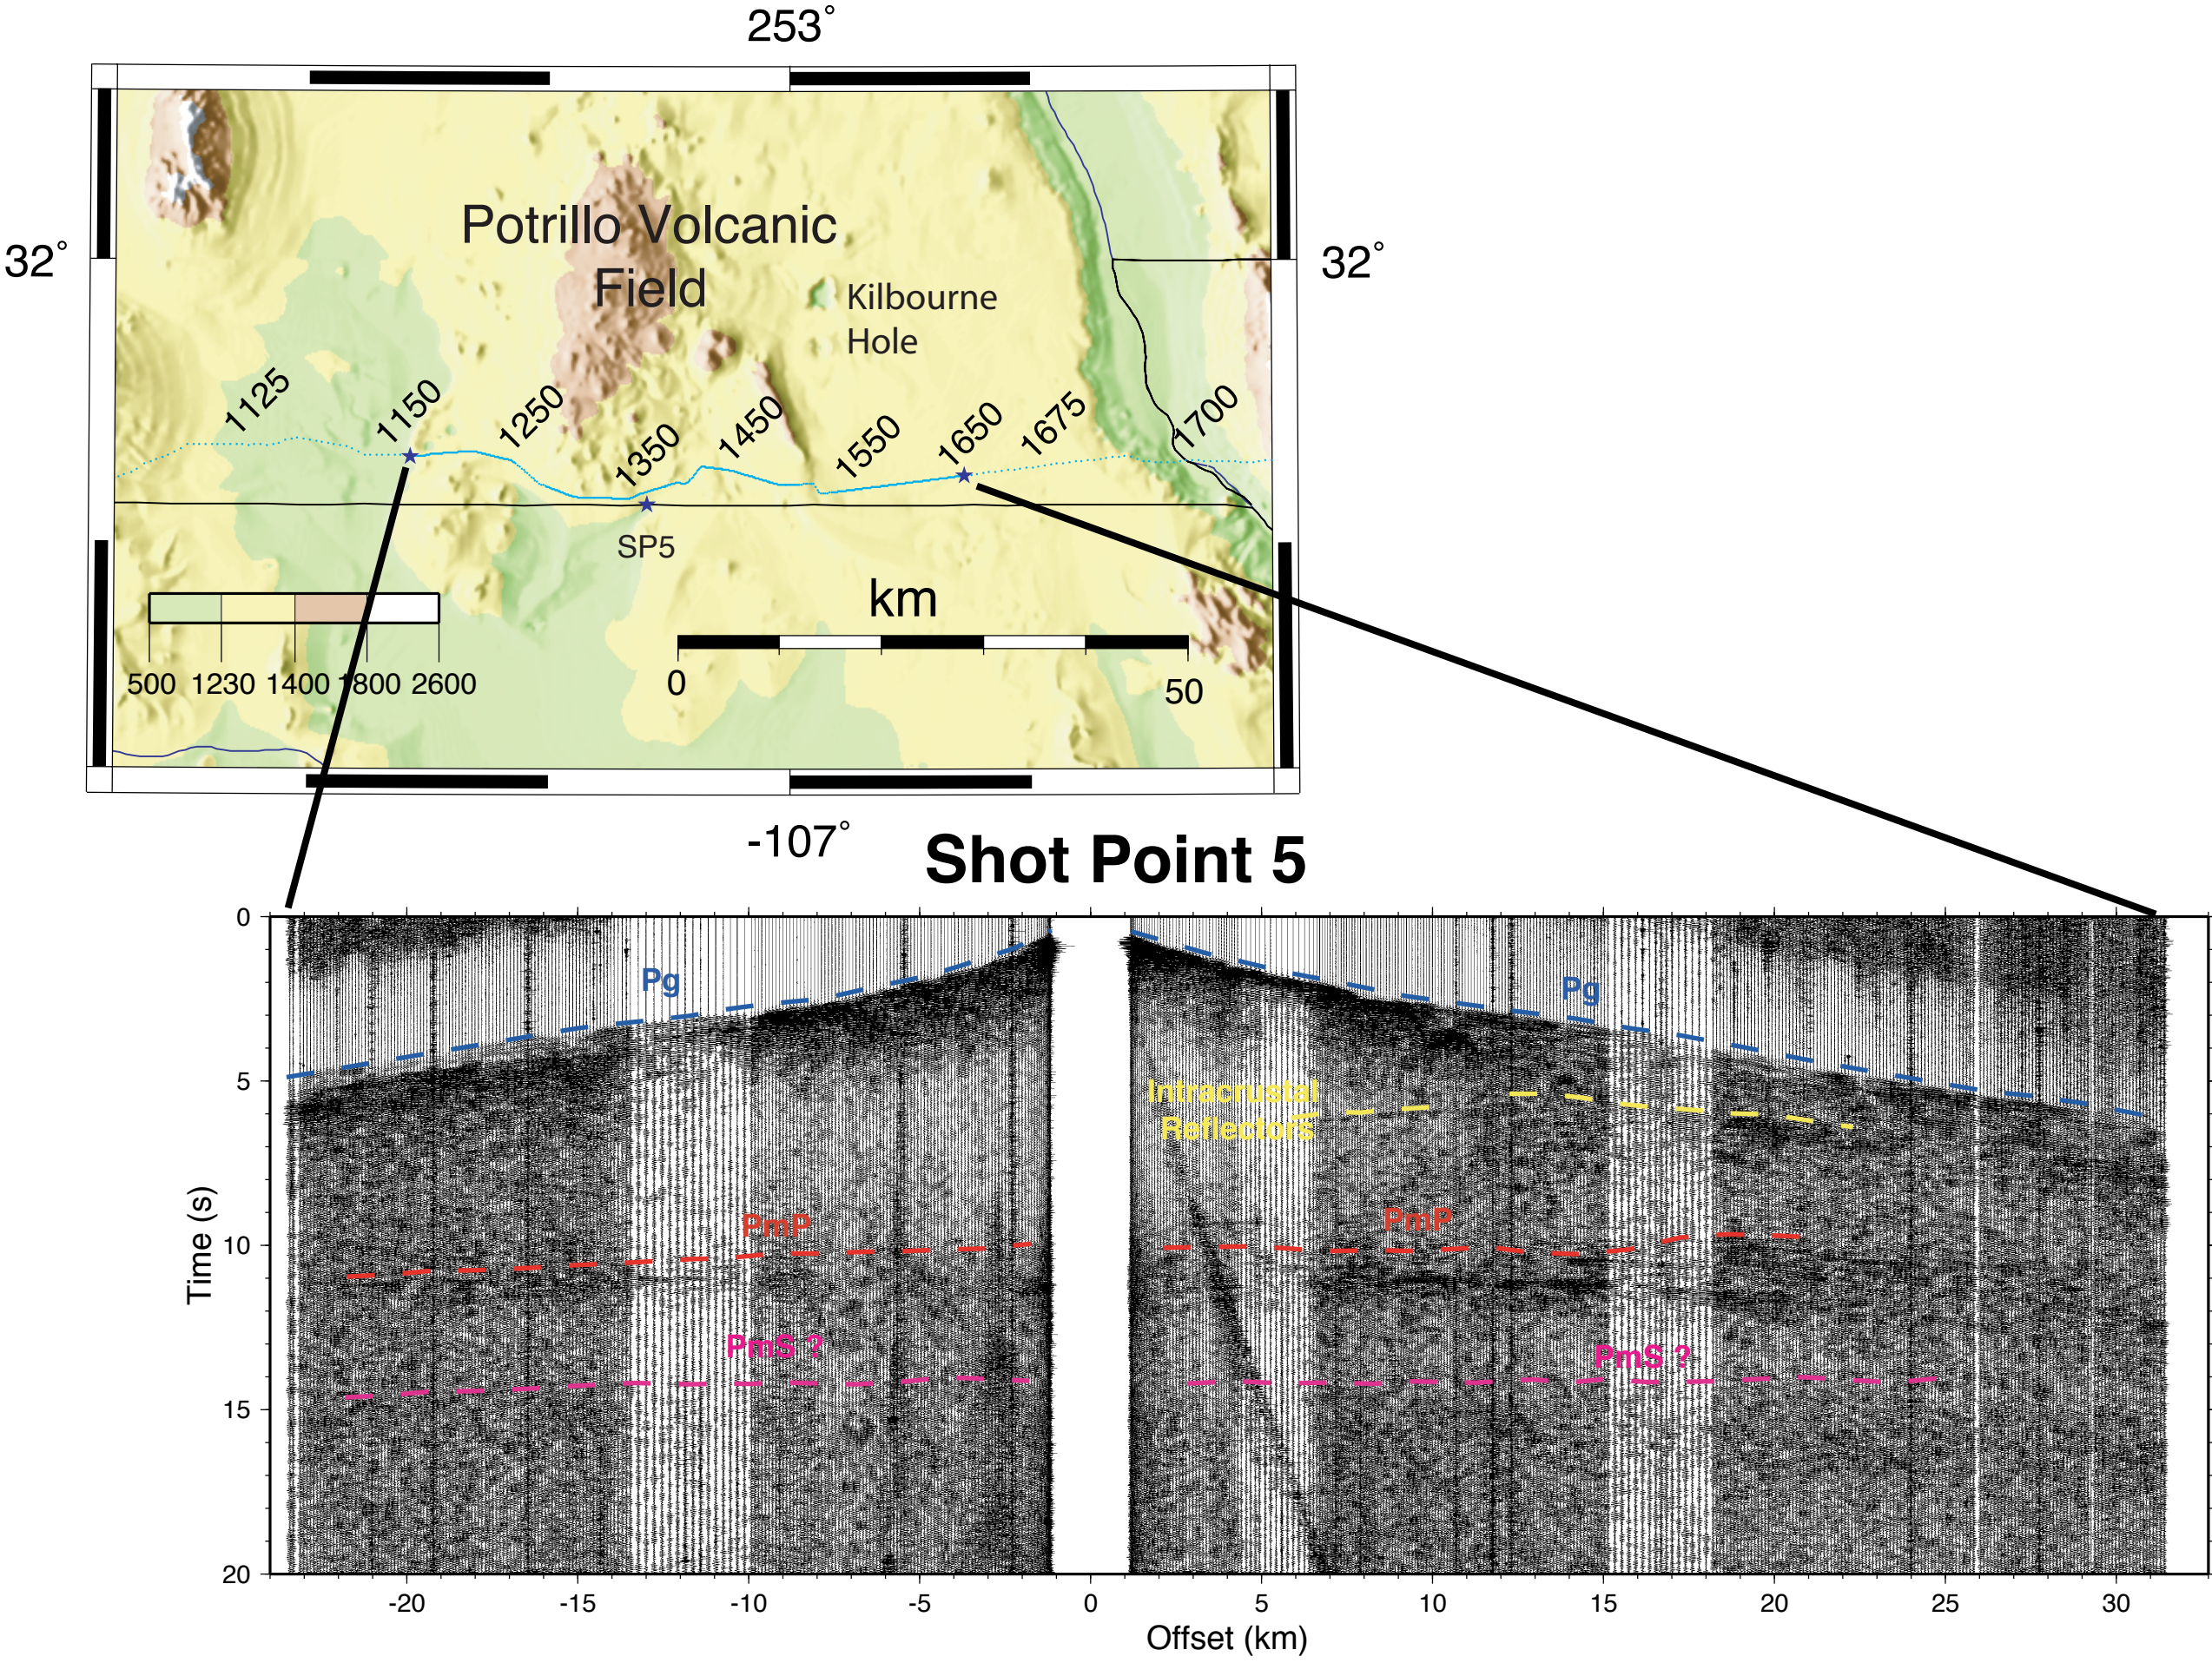 253˚
32˚
32˚
Potrillo Volcanic
Field
Kilbourne
Hole
1125
1150
1250
1350
1450
1550
1650
1675
1700
SP5
km
0
50
500 1230 1400 1800 2600
-107˚
Shot Point 5
0
5
10
15
20
Time (s)
Pg
Pg
Intracrustal
Reflectors
PmP
PmP
PmS ?
PmS ?
-20 -15 -10 -5 0 5 10 15 20 25 30
Offset (km)